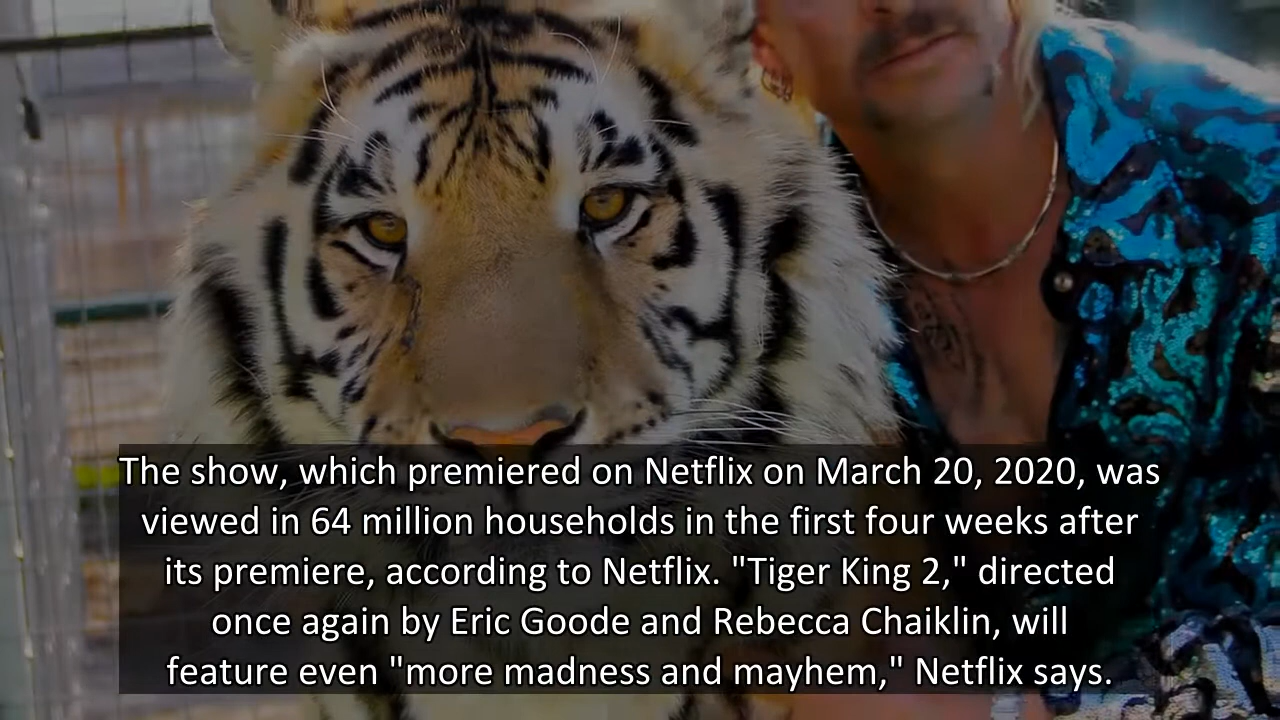 The show, which premiered on Netflix on March 20, 2020, was
viewed in 64 million households in the first four weeks after
its premiere, according to Netflix. "Tiger King 2," directed
once again by Eric Goode and Rebecca Chaiklin, will
feature even "more madness and mayhem," Netflix says.